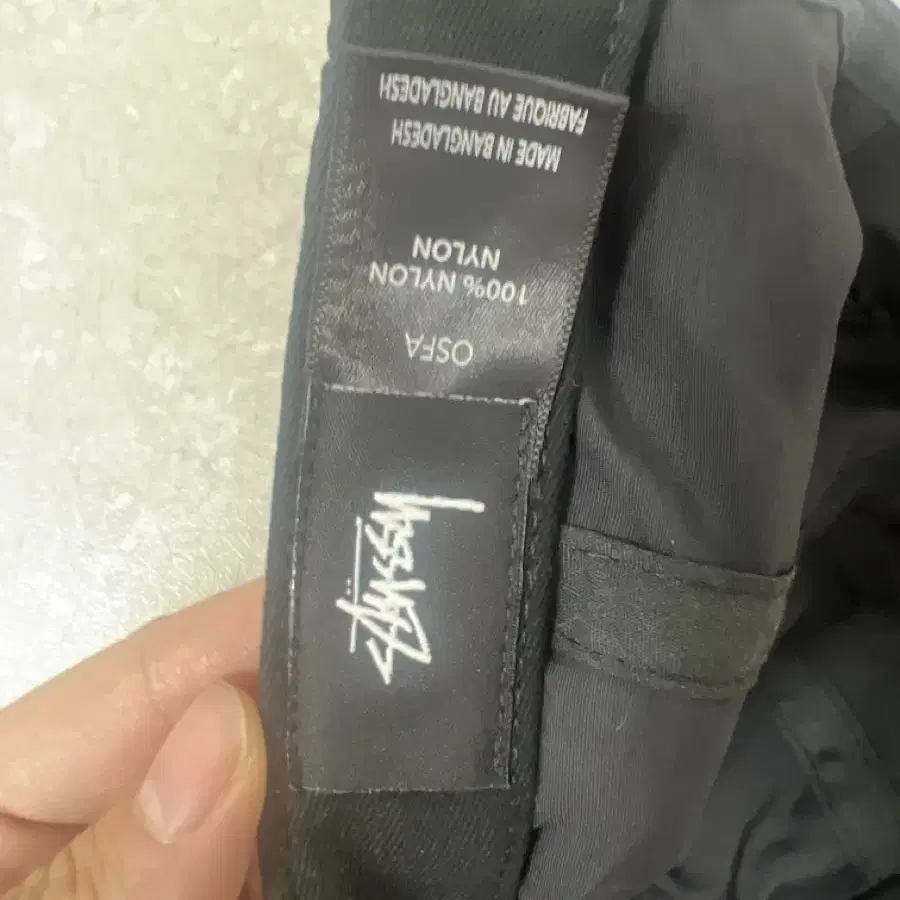 Stüssy
OSFA
100% NYLON
NYLON
MADE IN BANGLADESH
FABRIQUE AU BANGLADESH